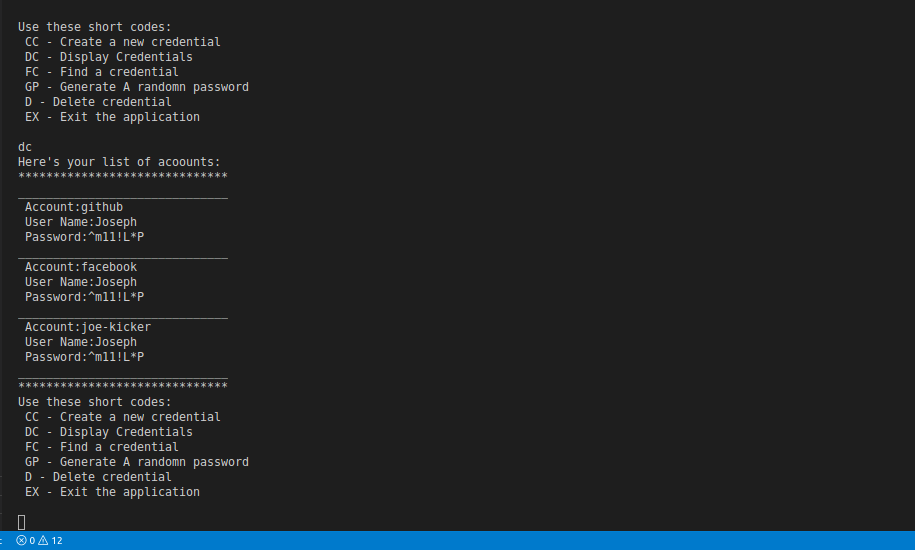 Use these short codes:
CC - Create a new credential
DC - Display Credentials
FC - Find a credential
GP - Generate A randomn password
D - Delete credential
EX - Exit the application
dc
Here's your list of acoounts:
******************************
______________________________
Account:github
User Name:Joseph
Password:^m11!L*P
______________________________
Account:facebook
User Name:Joseph
Password:^m11!L*P
______________________________
Account:joe-kicker
User Name:Joseph
Password:^m11!L*P
______________________________
******************************
Use these short codes:
CC - Create a new credential
DC - Display Credentials
FC - Find a credential
GP - Generate A randomn password
D - Delete credential
EX - Exit the application
0 12